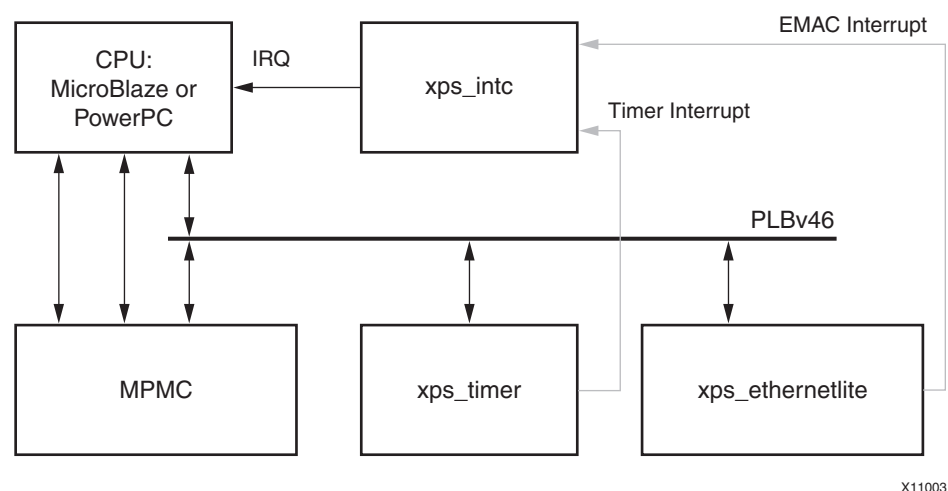 EMAC Interrupt
CPU:
MicroBlaze or
PowerPC
IRQ
xps_intc
Timer Interrupt
PLBv46
MPMC
xps_timer
xps_ethernetlite
X11003